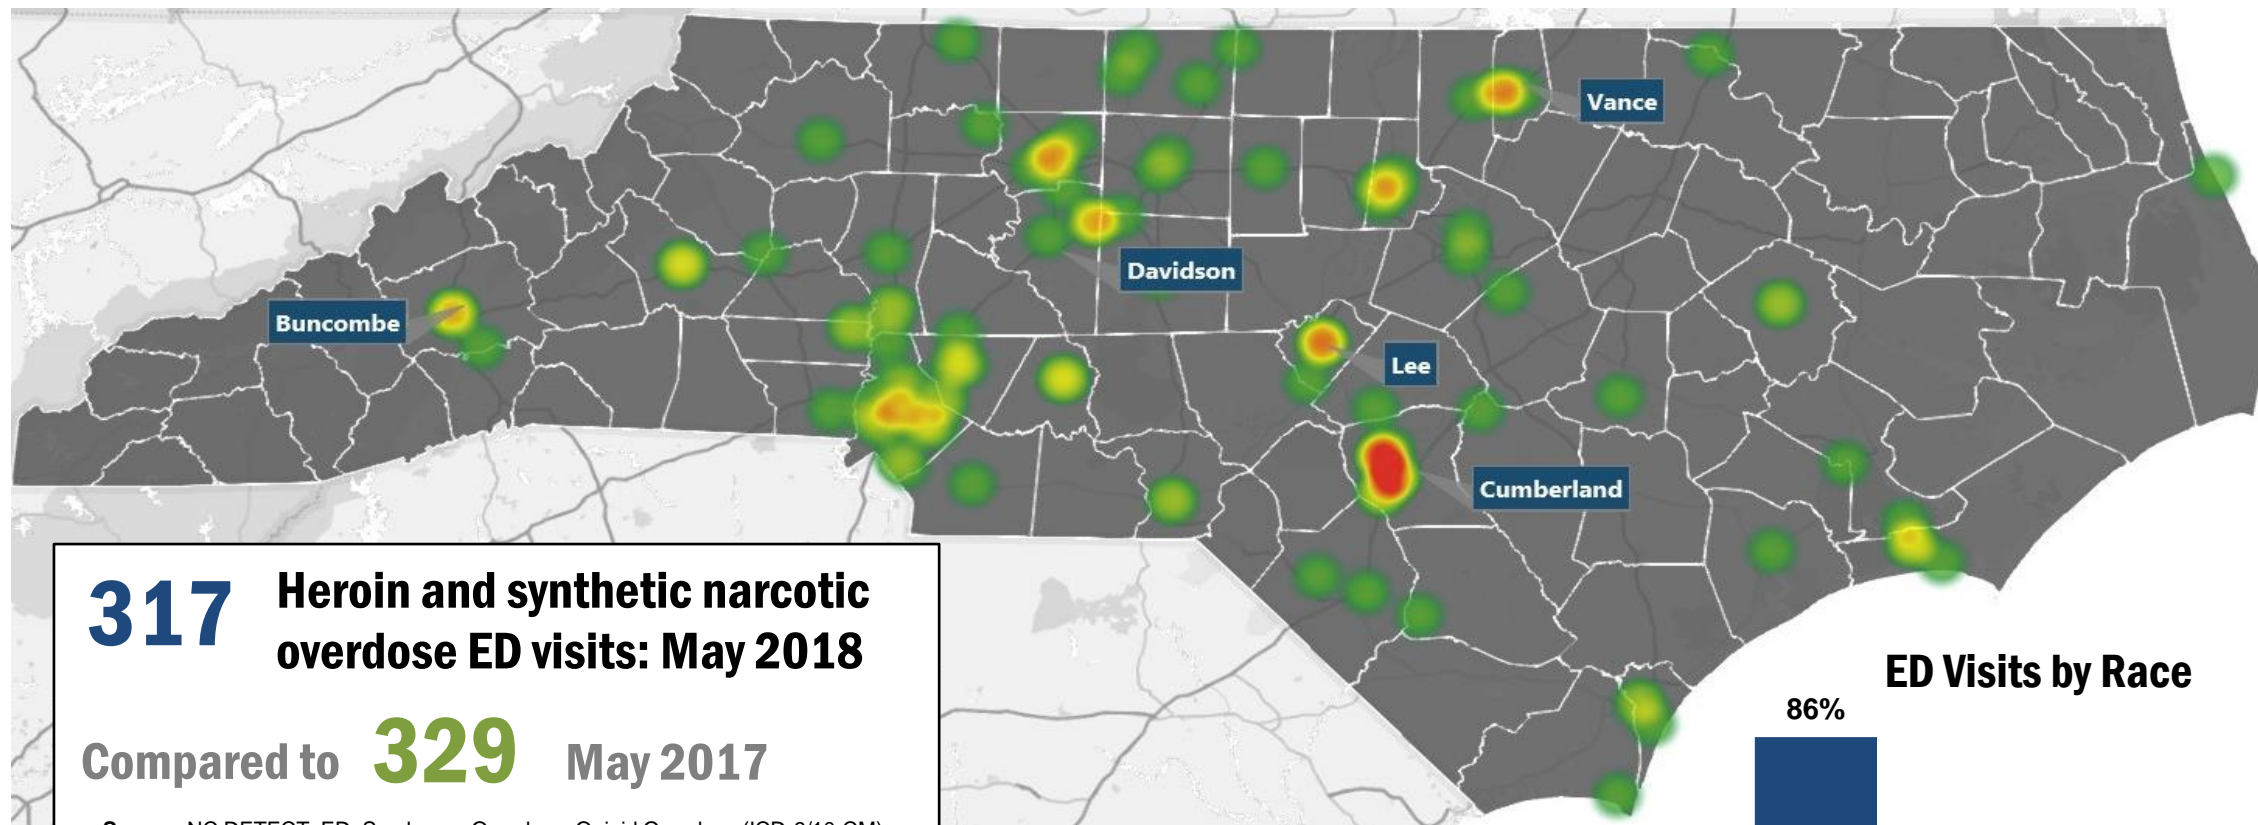 Vance
Davidson
Buncombe
Lee
Cumberland
317 Heroin and synthetic narcotic
overdose ED visits: May 2018
Compared to 329 May 2017
ED Visits by Race
86%